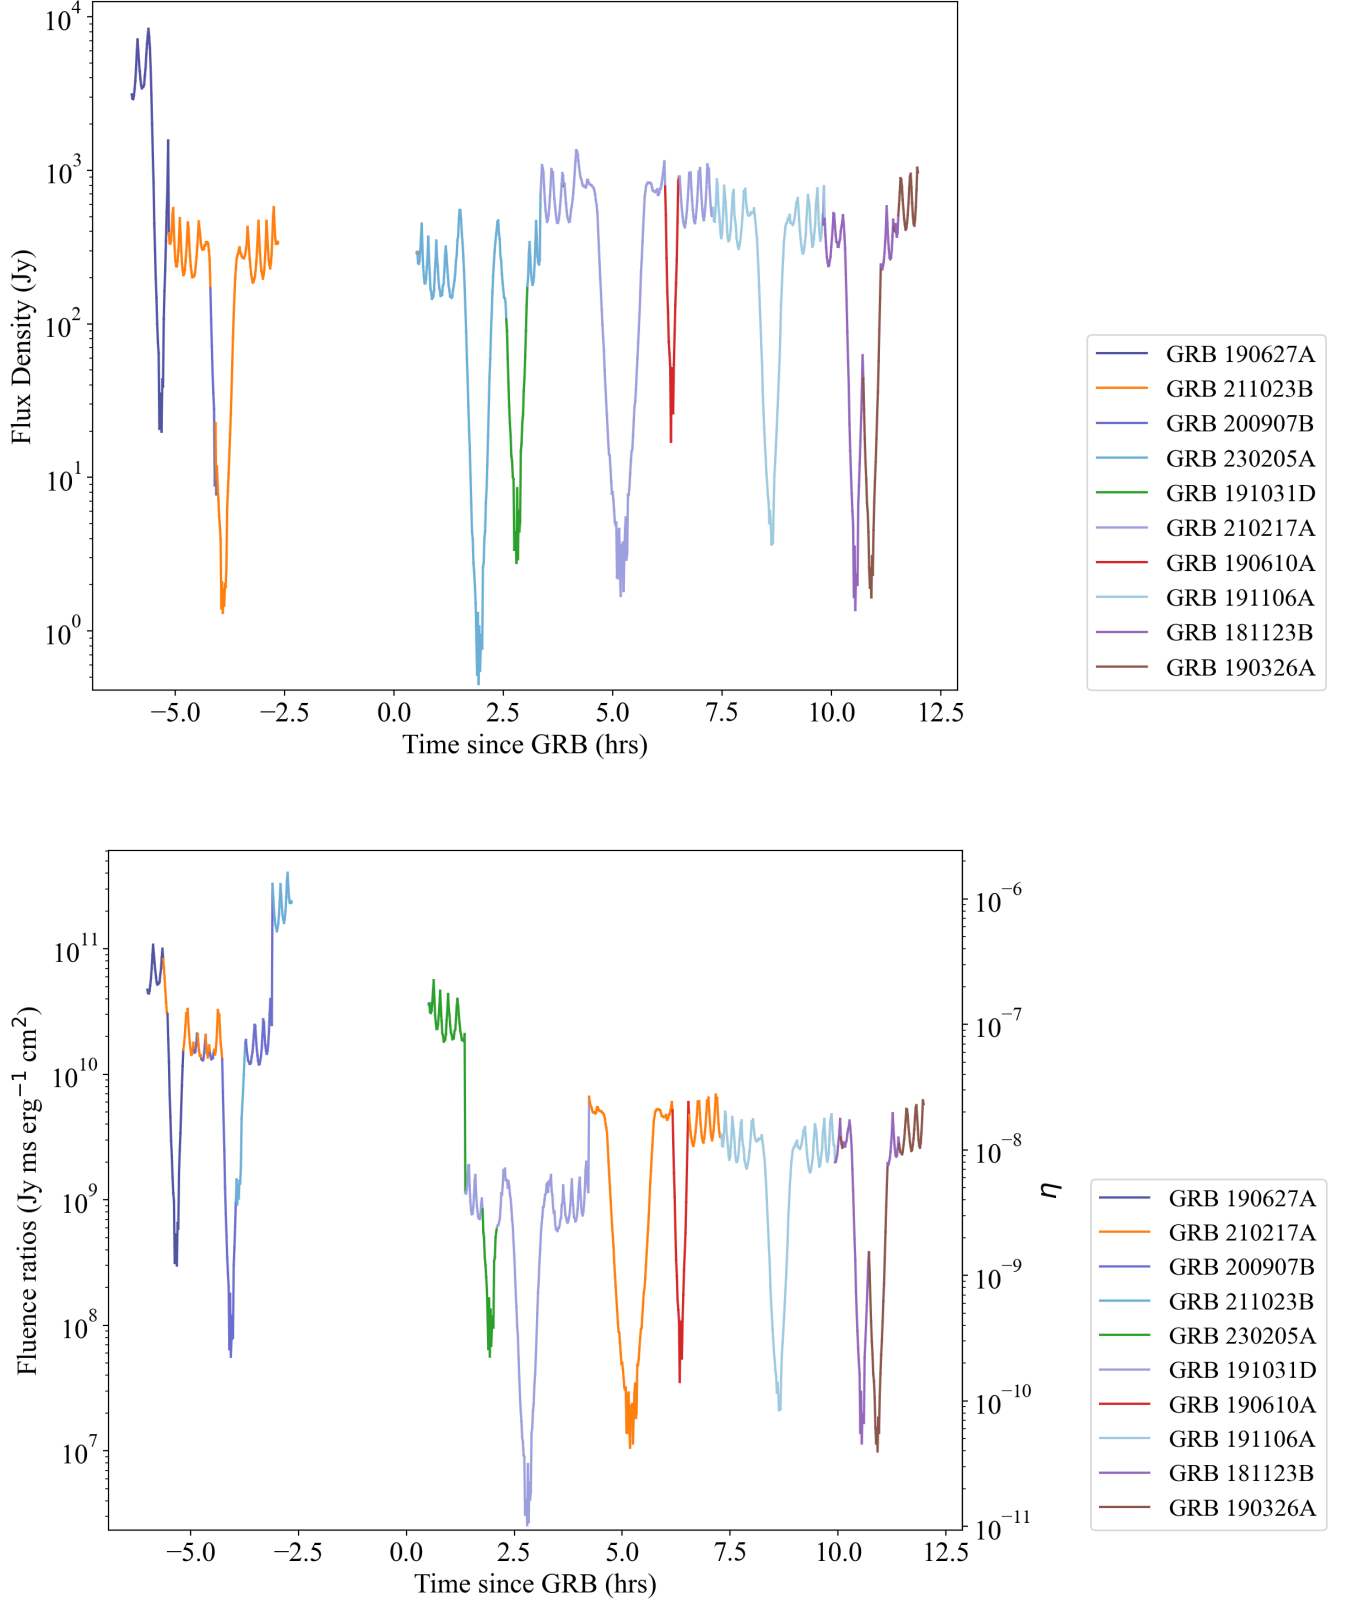 10^4
10^3
10^2
10^1
10^0
Flux Density (Jy)
−5.0 −2.5 0.0 2.5 5.0 7.5 10.0 12.5
Time since GRB (hrs)
GRB 190627A
GRB 211023B
GRB 200907B
GRB 230205A
GRB 191031D
GRB 210217A
GRB 190610A
GRB 191106A
GRB 181123B
GRB 190326A
10^11
10^10
10^9
10^8
10^7
Fluence ratios (Jy ms erg^−1 cm^2)
10^−6
10^−7
10^−8
10^−9
10^−10
10^−11
η
−5.0 −2.5 0.0 2.5 5.0 7.5 10.0 12.5
Time since GRB (hrs)
GRB 190627A
GRB 210217A
GRB 200907B
GRB 211023B
GRB 230205A
GRB 191031D
GRB 190610A
GRB 191106A
GRB 181123B
GRB 190326A